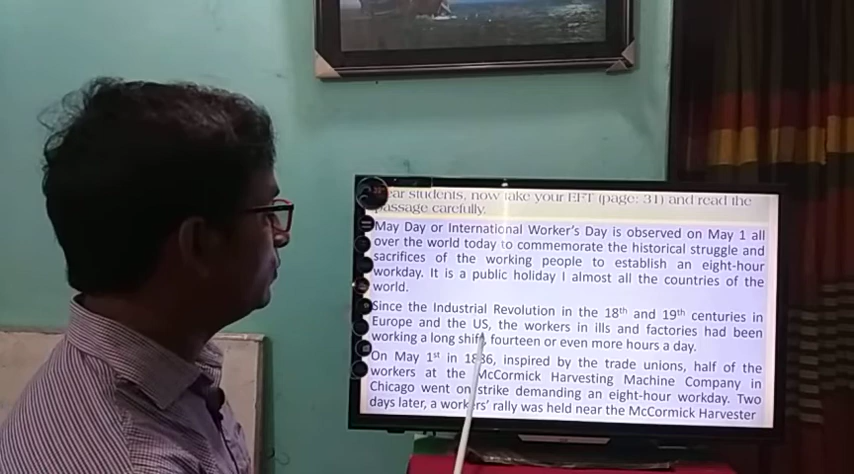 ear students, now take your EFT (page: 31) and read the
passage carefully.
May Day or International Worker's Day is observed on May 1 all
over the world today to commemorate the historical struggle and
sacrifices of the working people to establish an eight-hour
workday. It is a public holiday I almost all the countries of the
world.
Since the Industrial Revolution in the 18th and 19th centuries in
Europe and the US, the workers in ills and factories had been
working a long shift fourteen or even more hours a day.
On May 1st in 1886, inspired by the trade unions, half of the
workers at the McCormick Harvesting Machine Company in
Chicago went on strike demanding an eight-hour workday. Two
days later, a workers' rally was held near the McCormick Harvester